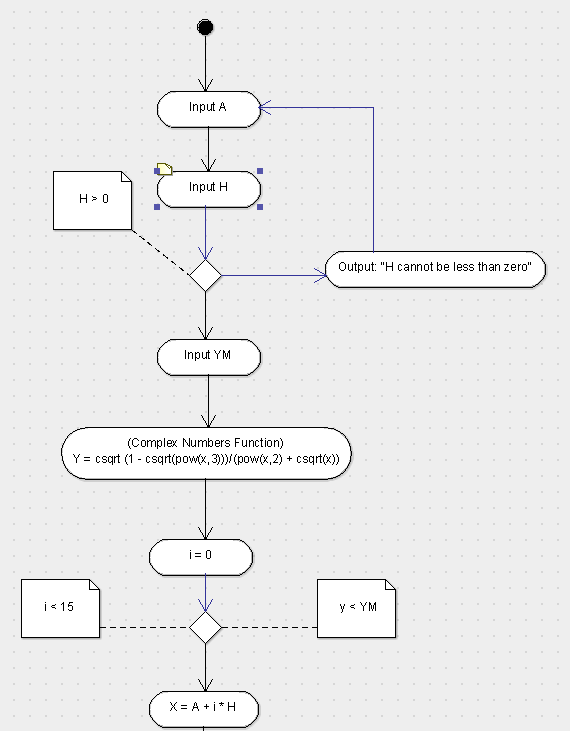 Input A
Input H
H > 0
Output: "H cannot be less than zero"
Input YM
(Complex Numbers Function)
Y = csqrt (1 - csqrt(pow(x,3)))/(pow(x,2) + csqrt(x))
i = 0
i < 15
y < YM
X = A + i * H